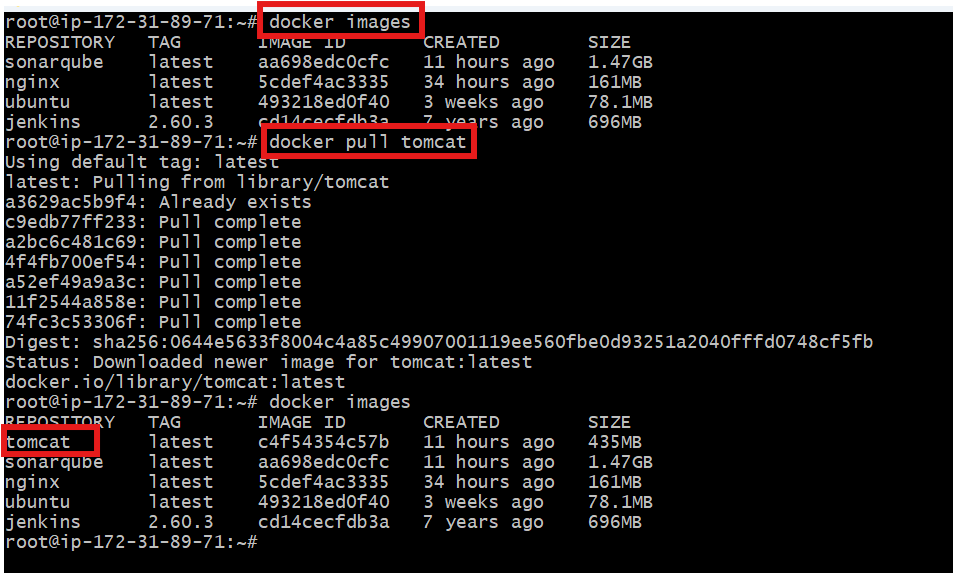 root@ip-172-31-89-71:~# docker images
REPOSITORY TAG IMAGE ID CREATED SIZE
sonarqube latest aa698edc0cfc 11 hours ago 1.47GB
nginx latest 5cdef4ac3335 34 hours ago 161MB
ubuntu latest 493218ed0f40 3 weeks ago 78.1MB
jenkins 2.60.3 cd14cecfdb3a 7 years ago 696MB
root@ip-172-31-89-71:~# docker pull tomcat
Using default tag: latest
latest: Pulling from library/tomcat
a3629ac5b9f4: Already exists
c9edb77ff233: Pull complete
a2bc6c481c69: Pull complete
4f4fb700ef54: Pull complete
a52ef49a9a3c: Pull complete
11f2544a858e: Pull complete
74fc3c53306f: Pull complete
Digest: sha256:0644e5633f8004c4a85c49907001119ee560fbe0d93251a2040fffd0748cf5fb
Status: Downloaded newer image for tomcat:latest
docker.io/library/tomcat:latest
root@ip-172-31-89-71:~# docker images
REPOSITORY TAG IMAGE ID CREATED SIZE
tomcat latest c4f54354c57b 11 hours ago 435MB
sonarqube latest aa698edc0cfc 11 hours ago 1.47GB
nginx latest 5cdef4ac3335 34 hours ago 161MB
ubuntu latest 493218ed0f40 3 weeks ago 78.1MB
jenkins 2.60.3 cd14cecfdb3a 7 years ago 696MB
root@ip-172-31-89-71:~#